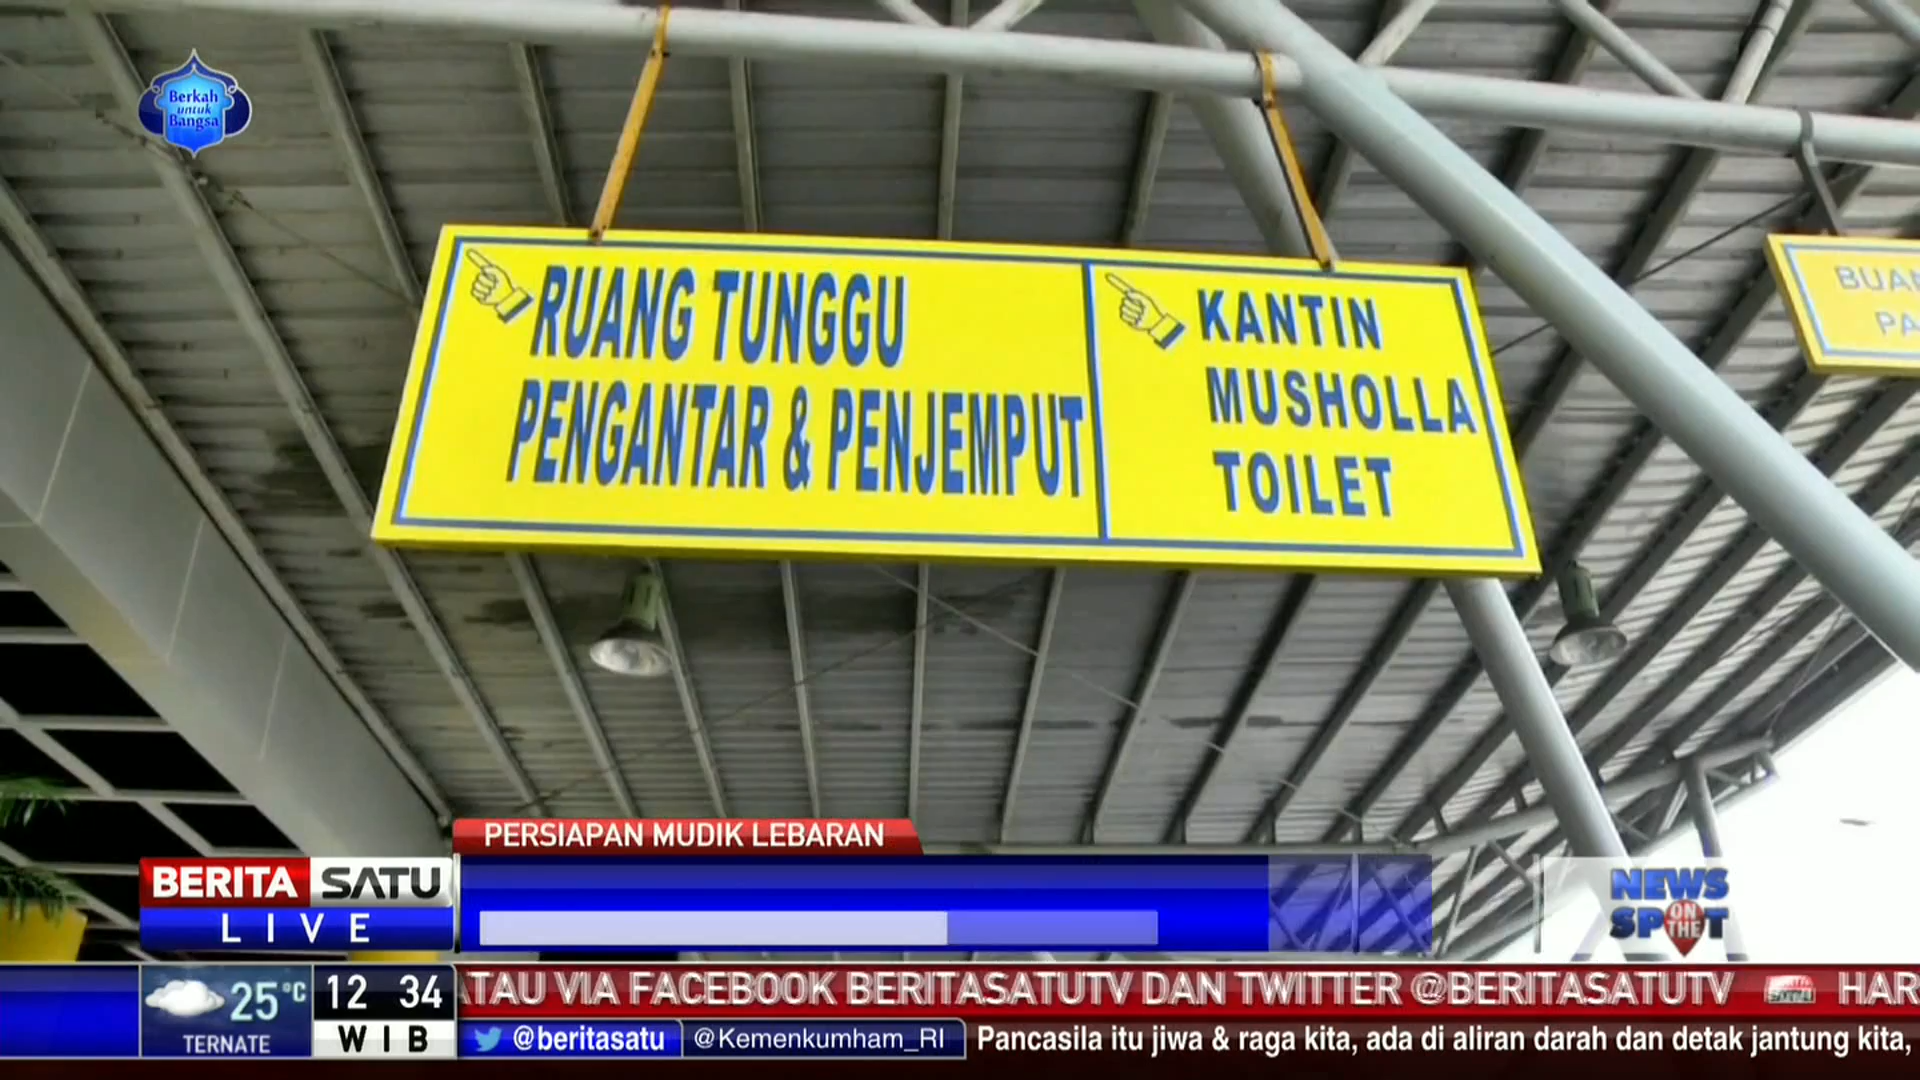 Berkah
untuk
Bangsa
RUANG TUNGGU
PENGANTAR & PENJEMPUT
KANTIN
MUSHOLLA
TOILET
PERSIAPAN MUDIK LEBARAN
BERITA SATU
LIVE
NEWS
ON THE
SPOT
25°C
TERNATE
12 34
WIB
ATAU VIA FACEBOOK BERITASATUTV DAN TWITTER @BERITASATUTV
@beritasatu
@Kemenkumham_RI
Pancasila itu jiwa & raga kita, ada di aliran darah dan detak jantung kita,